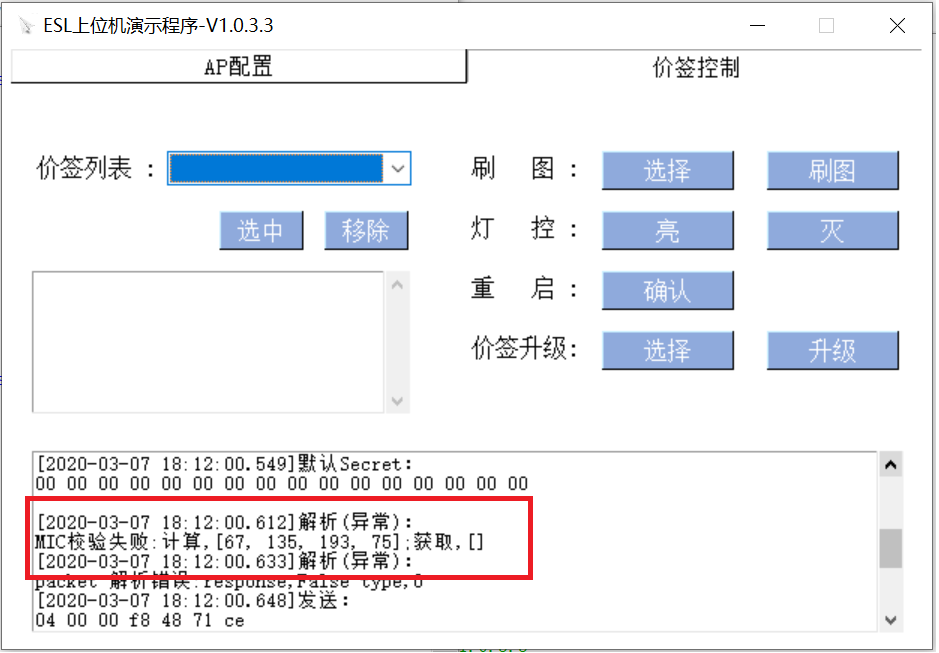 ESL上位机演示程序-V1.0.3.3
AP配置
价签控制
价签列表 :
刷 图 : 选择 刷图
选中 移除
灯 控 : 亮 灭
重 启 : 确认
价签升级: 选择 升级
[2020-03-07 18:12:00.549]默认Secret:
00 00 00 00 00 00 00 00 00 00 00 00 00 00 00 00
[2020-03-07 18:12:00.612]解析(异常):
MIC校验失败:计算,[67, 135, 193, 75];获取,[]
[2020-03-07 18:12:00.633]解析(异常):
packet 解析错误:response,False type,0
[2020-03-07 18:12:00.648]发送:
04 00 00 f8 48 71 ce